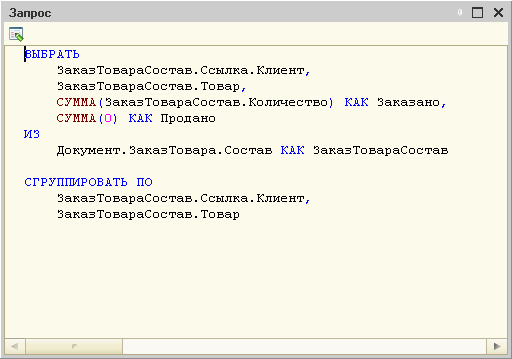 Запрос
ВЫБРАТЬ
ЗаказТовараСостав.Ссылка.Клиент,
ЗаказТовараСостав.Товар,
СУММА(ЗаказТовараСостав.Количество) КАК Заказано,
СУММА(0) КАК Продано
ИЗ
Документ.ЗаказТовара.Состав КАК ЗаказТовараСостав
СГРУППИРОВАТЬ ПО
ЗаказТовараСостав.Ссылка.Клиент,
ЗаказТовараСостав.Товар